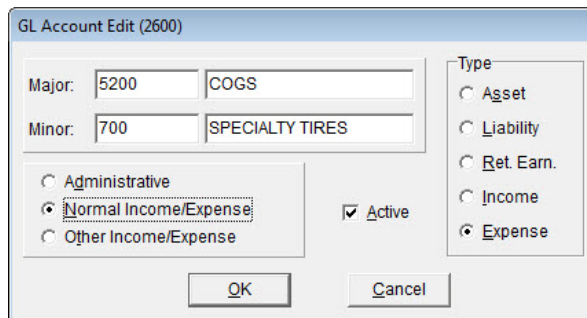 GL Account Edit (2600)
Major: 5200 COGS
Minor: 700 SPECIALTY TIRES
Administrative
Normal Income/Expense
Other Income/Expense
Active
Type
Asset
Liability
Ret. Earn.
Income
Expense
OK Cancel